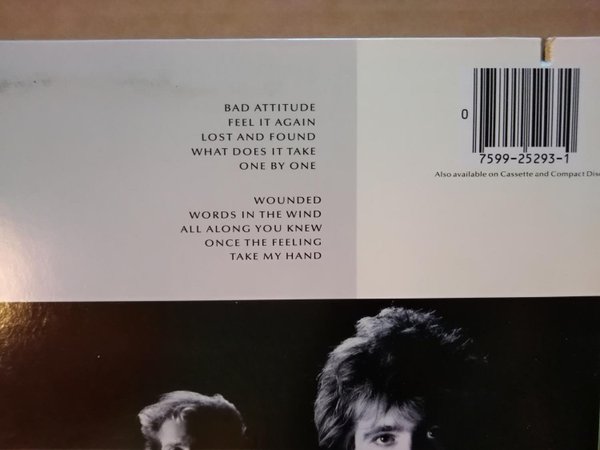 BAD ATTITUDE
FEEL IT AGAIN
LOST AND FOUND
WHAT DOES IT TAKE
ONE BY ONE
WOUNDED
WORDS IN THE WIND
ALL ALONG YOU KNEW
ONCE THE FEELING
TAKE MY HAND
0
7599-25293-1
Also available on Cassette and Compact Disc